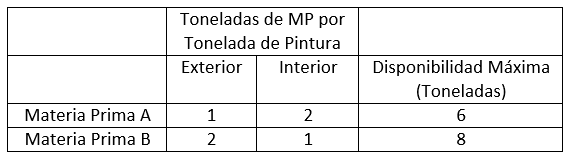 Toneladas de MP por
Tonelada de Pintura
Exterior Interior Disponibilidad Máxima
(Toneladas)
Materia Prima A 1 2 6
Materia Prima B 2 1 8